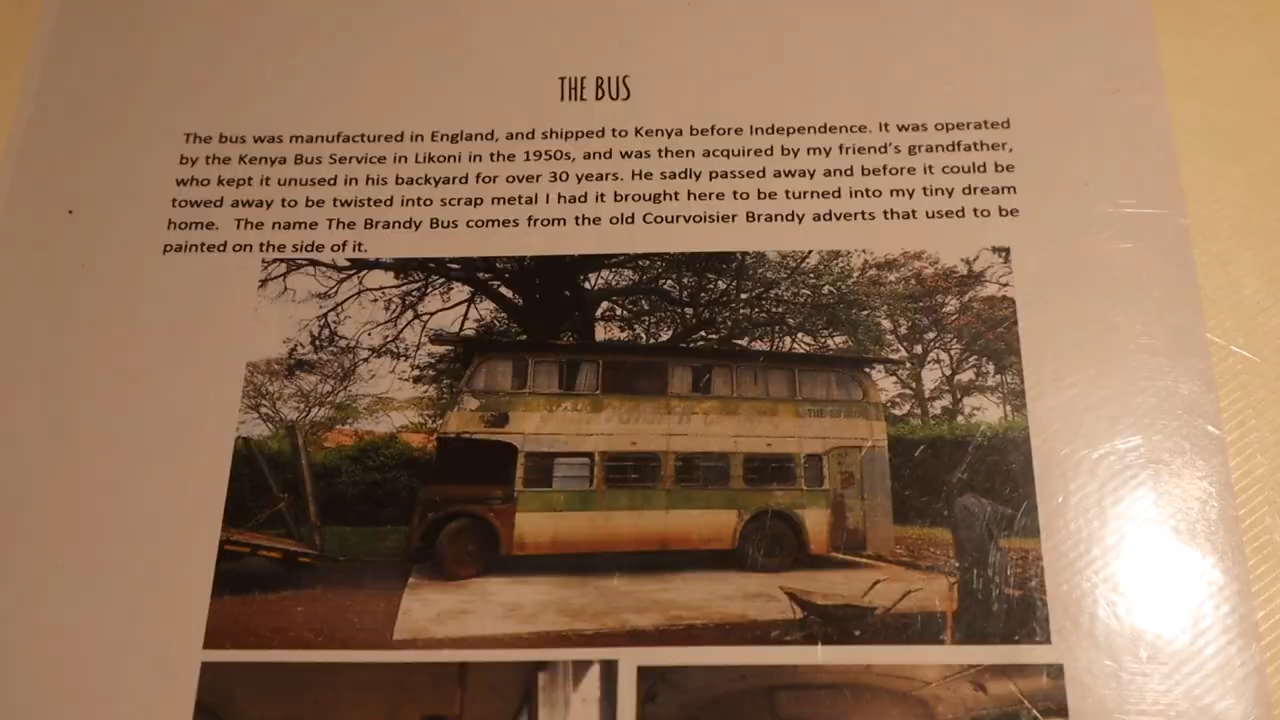 THE BUS
The bus was manufactured in England, and shipped to Kenya before Independence. It was operated
by the Kenya Bus Service in Likoni in the 1950s, and was then acquired by my friend's grandfather,
who kept it unused in his backyard for over 30 years. He sadly passed away and before it could be
towed away to be twisted into scrap metal I had it brought here to be turned into my tiny dream
home. The name The Brandy Bus comes from the old Courvoisier Brandy adverts that used to be
painted on the side of it.
THE